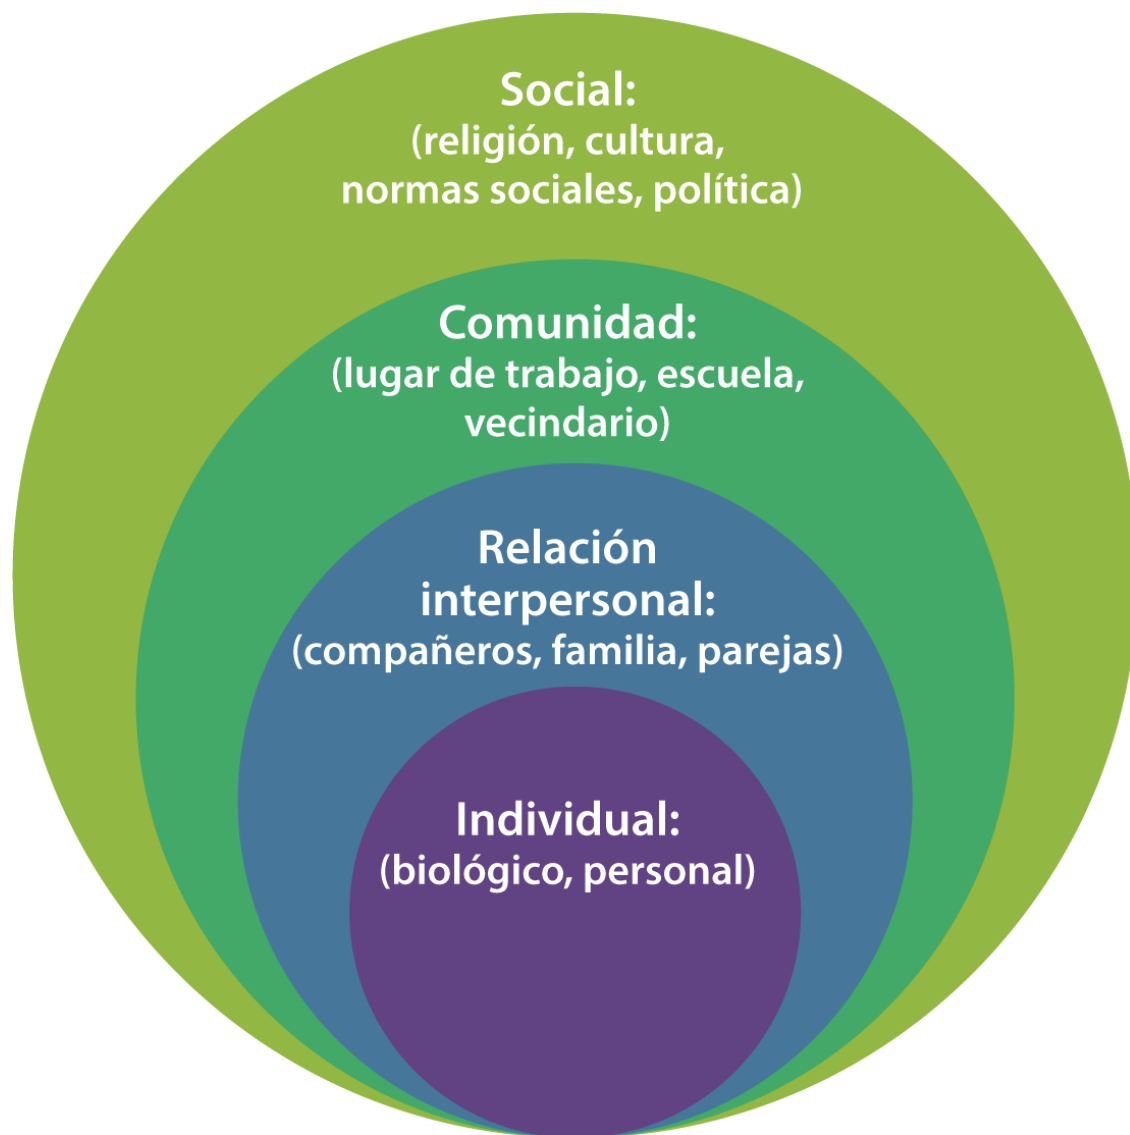 Social:
(religión, cultura,
normas sociales, política)
Comunidad:
(lugar de trabajo, escuela,
vecindario)
Relación
interpersonal:
(compañeros, familia, parejas)
Individual:
(biológico, personal)